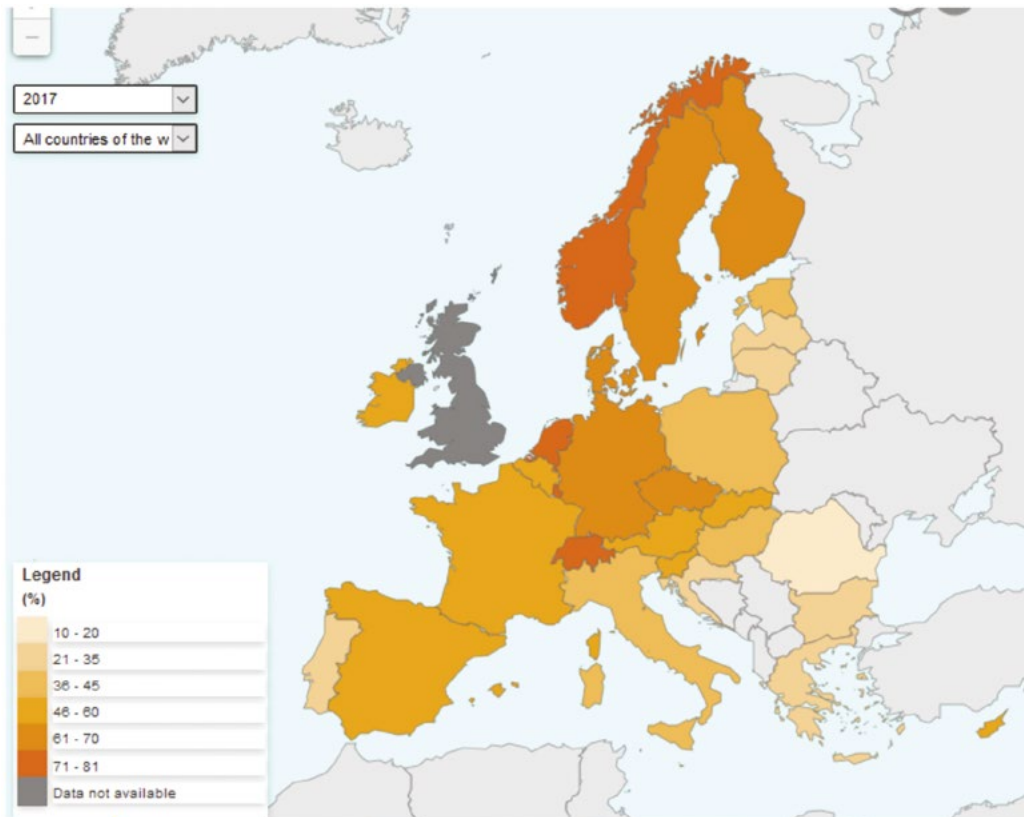 2017
All countries of the w
Legend
(%)
10 - 20
21 - 35
36 - 45
46 - 60
61 - 70
71 - 81
Data not available